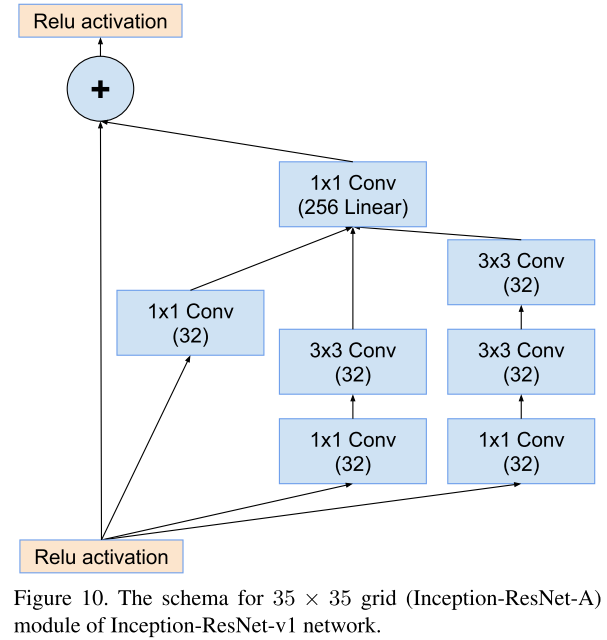 Relu activation
+
1x1 Conv
(256 Linear)
3x3 Conv
(32)
1x1 Conv
(32)
3x3 Conv
(32)
3x3 Conv
(32)
1x1 Conv
(32)
1x1 Conv
(32)
Relu activation
Figure 10. The schema for 35 × 35 grid (Inception-ResNet-A)
module of Inception-ResNet-v1 network.